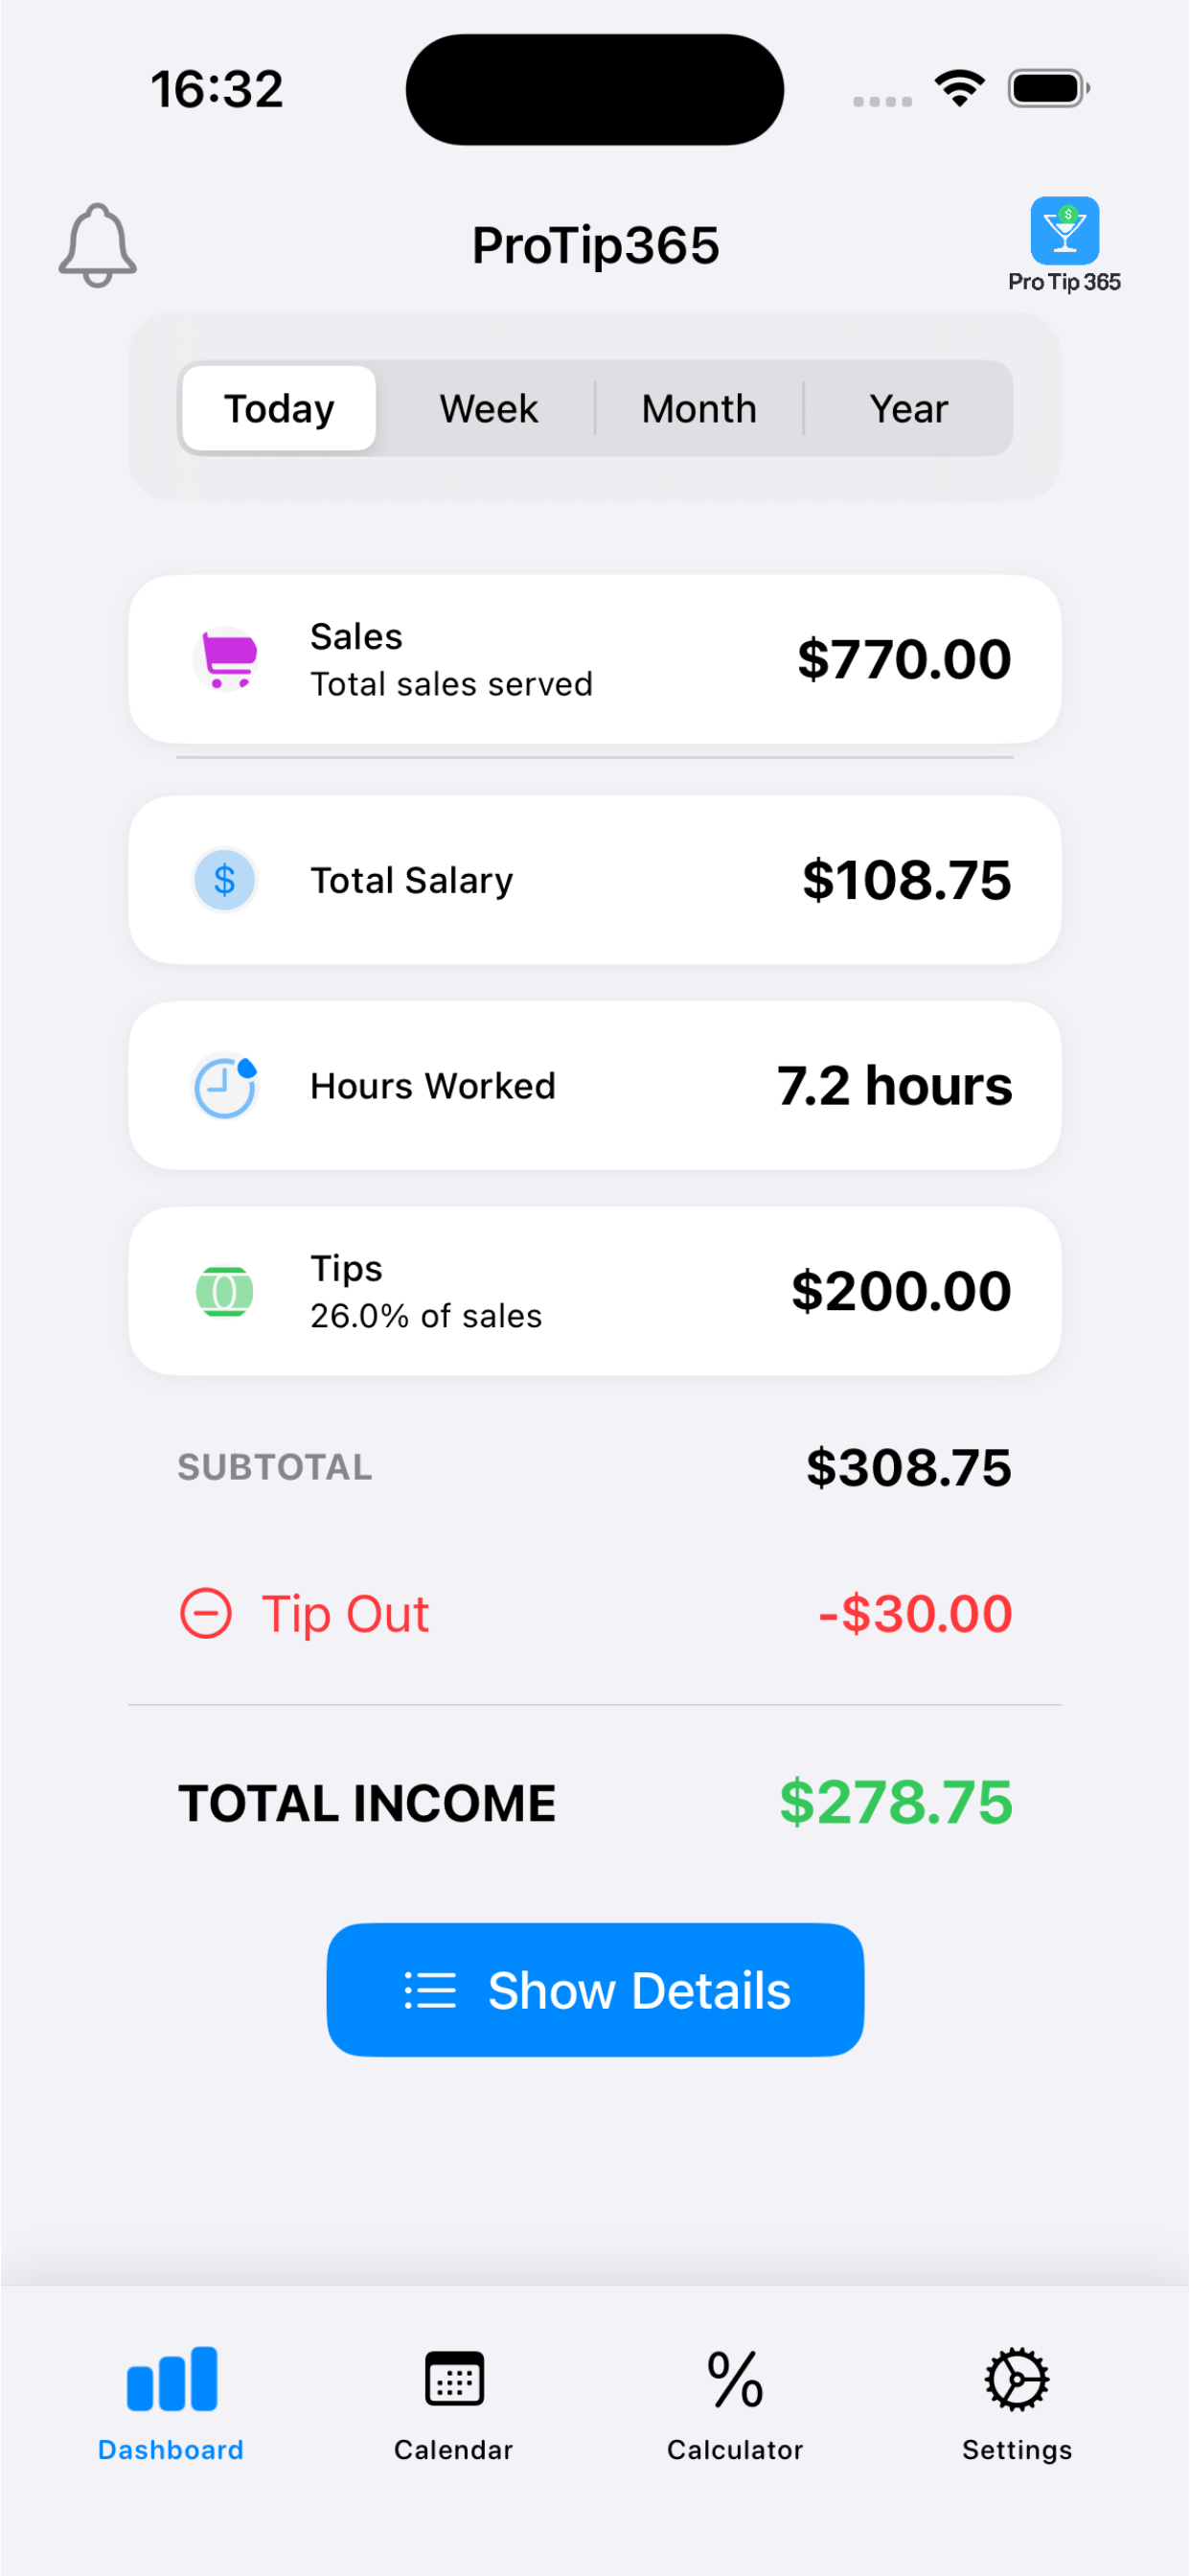 16:32
ProTip365
$
Pro Tip 365
Today Week Month Year
Sales
Total sales served
$770.00
$
Total Salary
$108.75
Hours Worked
7.2 hours
Tips
26.0% of sales
$200.00
SUBTOTAL
$308.75
Tip Out
-$30.00
TOTAL INCOME
$278.75
Show Details
%
Dashboard Calendar Calculator Settings